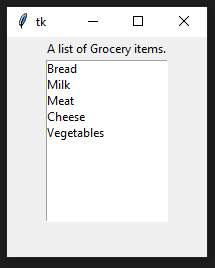 tk
A list of Grocery items.
Bread
Milk
Meat
Cheese
Vegetables